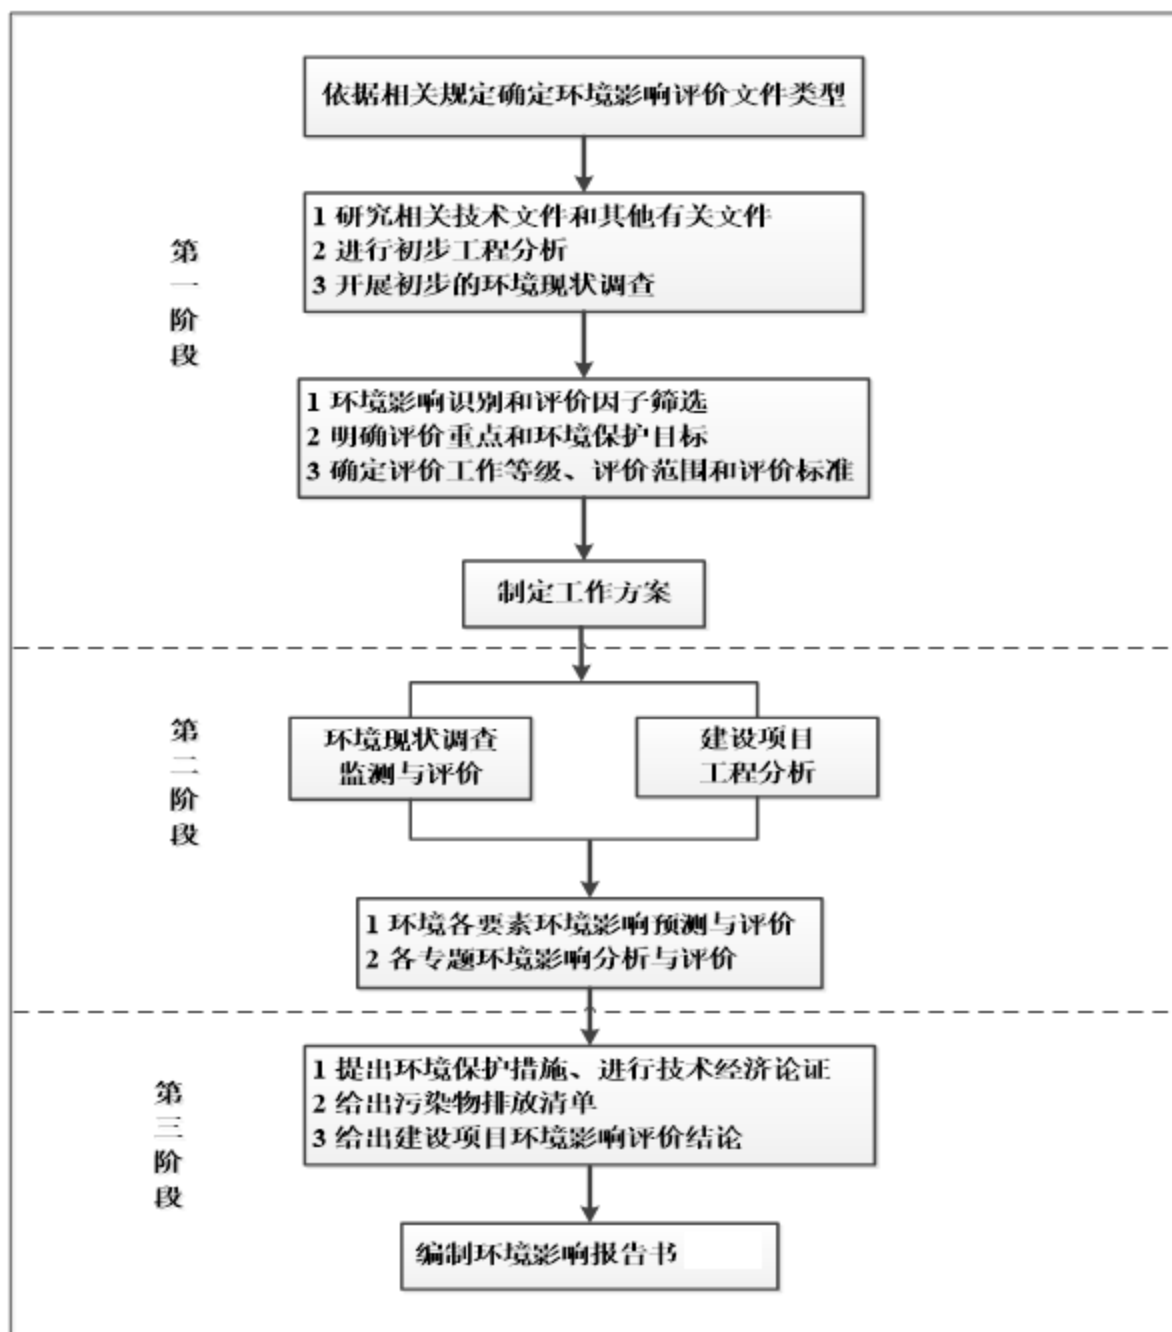 依据相关规定确定环境影响评价文件类型
第一阶段
1 研究相关技术文件和其他有关文件
2 进行初步工程分析
3 开展初步的环境现状调查
1 环境影响识别和评价因子筛选
2 明确评价重点和环境保护目标
3 确定评价工作等级、评价范围和评价标准
制定工作方案
第二阶段
环境现状调查
监测与评价
建设项目
工程分析
1 环境各要素环境影响预测与评价
2 各专题环境影响分析与评价
第三阶段
1 提出环境保护措施、进行技术经济论证
2 给出污染物排放清单
3 给出建设项目环境影响评价结论
编制环境影响报告书